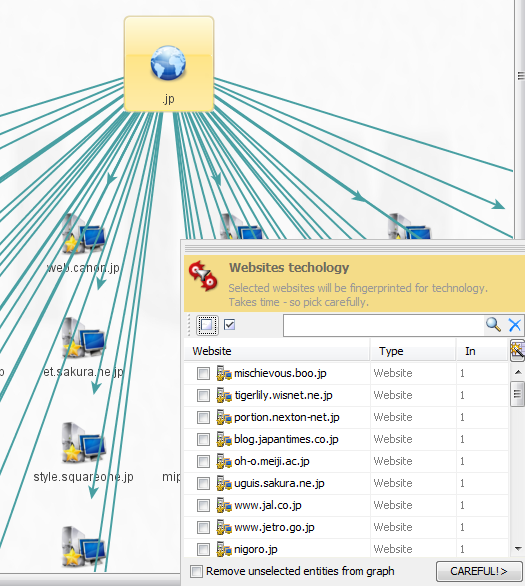 .jp
web.canon.jp
et.sakura.ne.jp
style.squareone.jp
mip
Websites techology
Selected websites will be fingerprinted for technology.
Takes time - so pick carefully.
Website Type In
mischievous.boo.jp Website 1
tigerlily.wisnet.ne.jp Website 1
portion.nexton-net.jp Website 1
blog.japantimes.co.jp Website 1
oh-o.meiji.ac.jp Website 1
uguis.sakura.ne.jp Website 1
www.jal.co.jp Website 1
www.jetro.go.jp Website 1
nigoro.jp Website 1
Remove unselected entities from graph CAREFUL! >